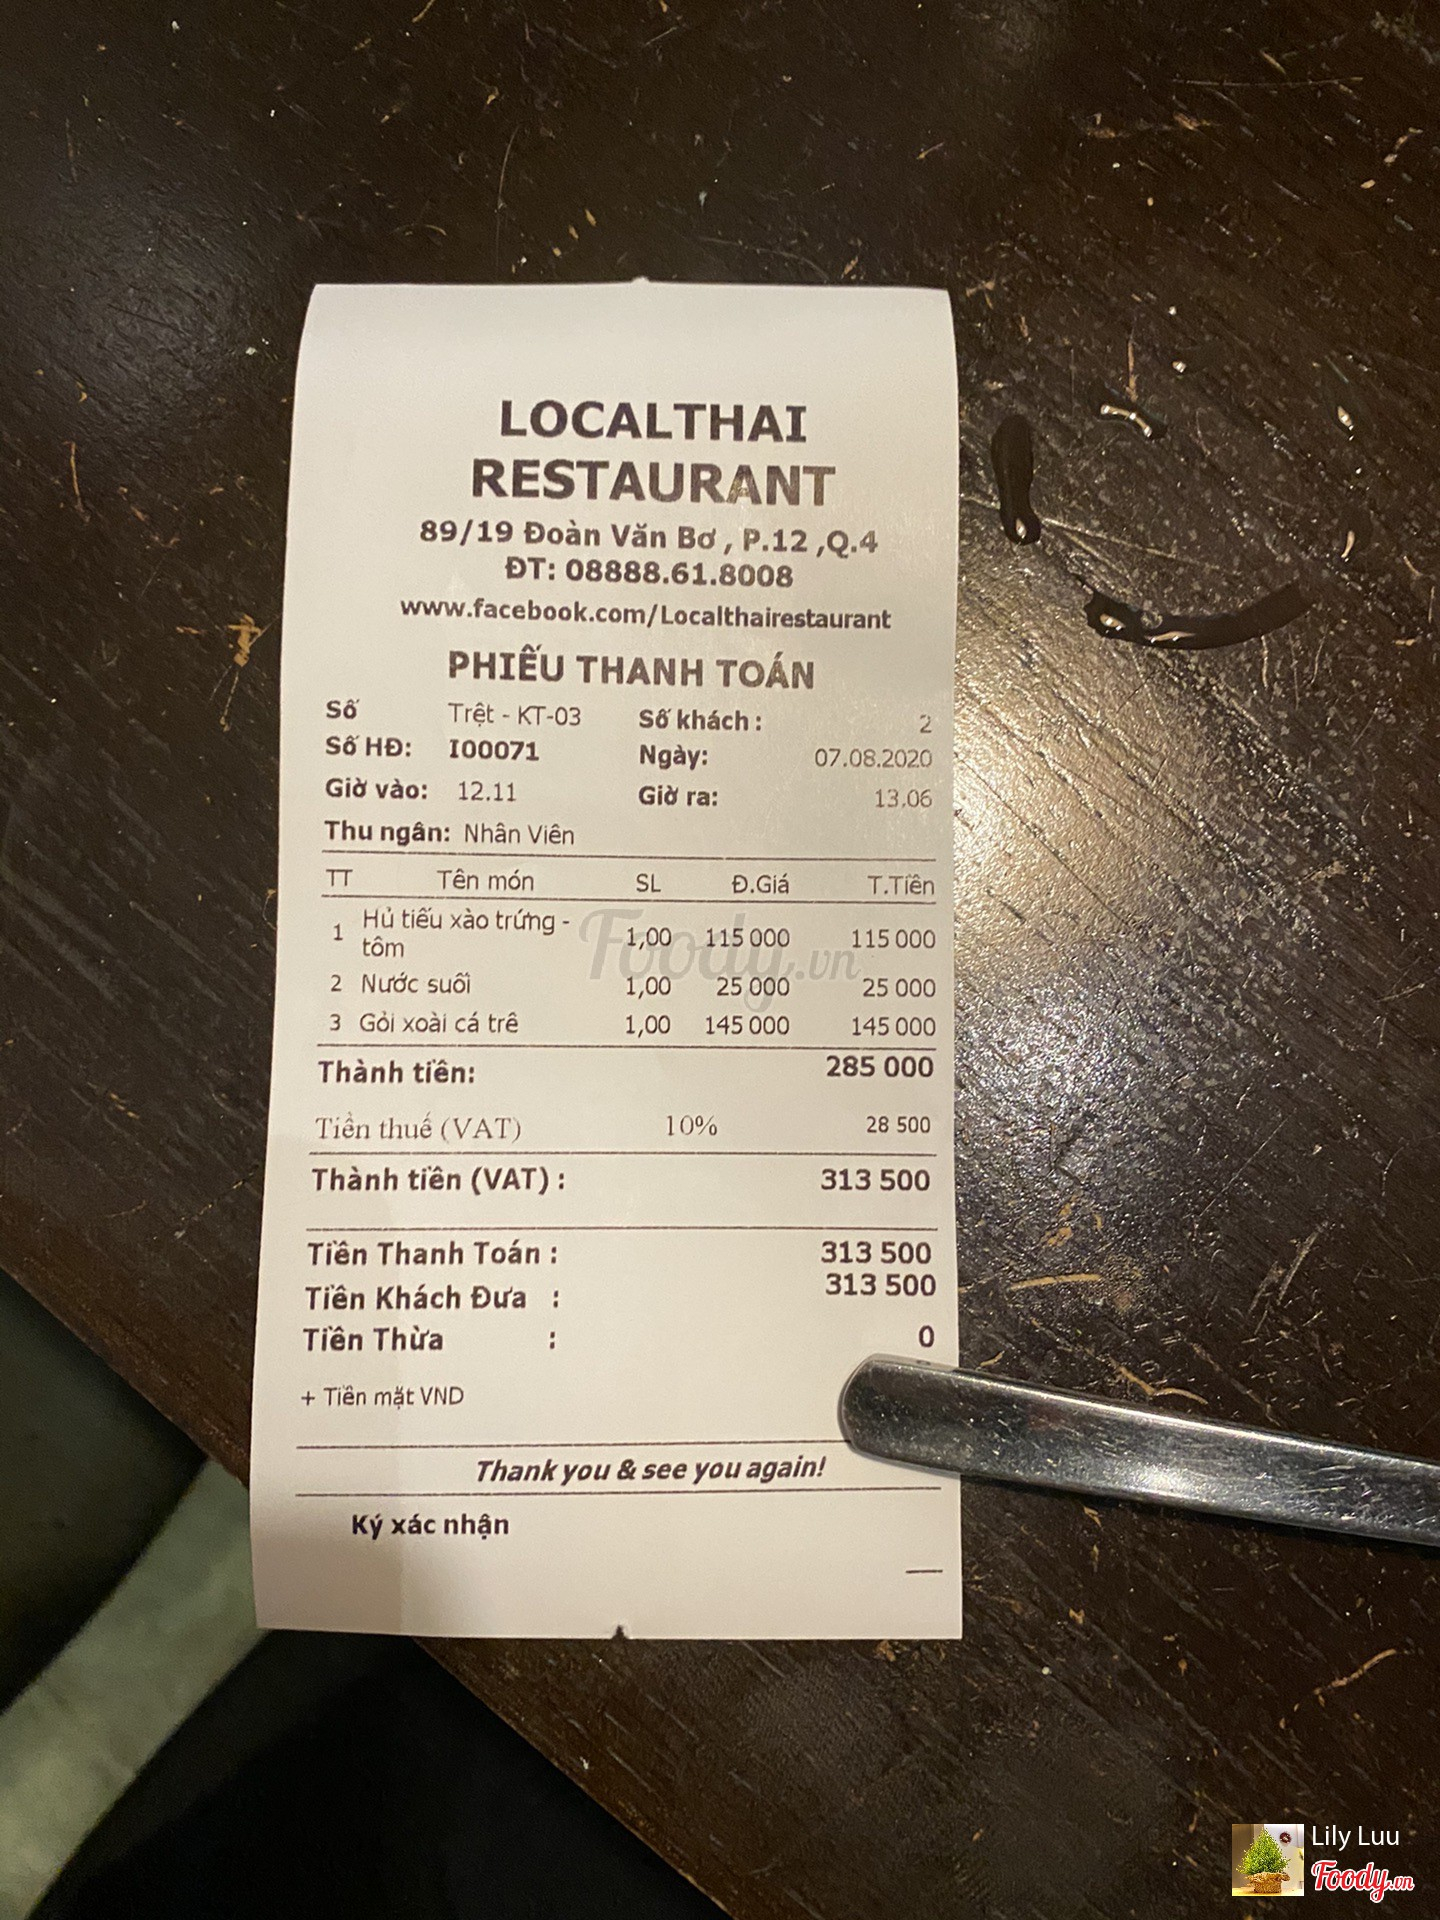 LOCALTHAI
RESTAURANT
89/19 Đoàn Văn Bơ , P.12 ,Q.4
ĐT: 08888.61.8008
www.facebook.com/Localthairestaurant
PHIẾU THANH TOÁN
Số Trệt - KT-03 Số khách : 2
Số HĐ: I00071 Ngày: 07.08.2020
Giờ vào: 12.11 Giờ ra: 13.06
Thu ngân: Nhân Viên
TT Tên món SL Đ.Giá T.Tiền
1 Hủ tiếu xào trứng - 1,00 115 000 115 000
tôm
Foody.vn
2 Nước suối 1,00 25 000 25 000
3 Gỏi xoài cá trê 1,00 145 000 145 000
Thành tiền: 285 000
Tiền thuế (VAT) 10% 28 500
Thành tiền (VAT) : 313 500
Tiền Thanh Toán : 313 500
Tiền Khách Đưa : 313 500
Tiền Thừa : 0
+ Tiền mặt VND
Thank you & see you again!
Ký xác nhận
Lily Luu
Foody.vn